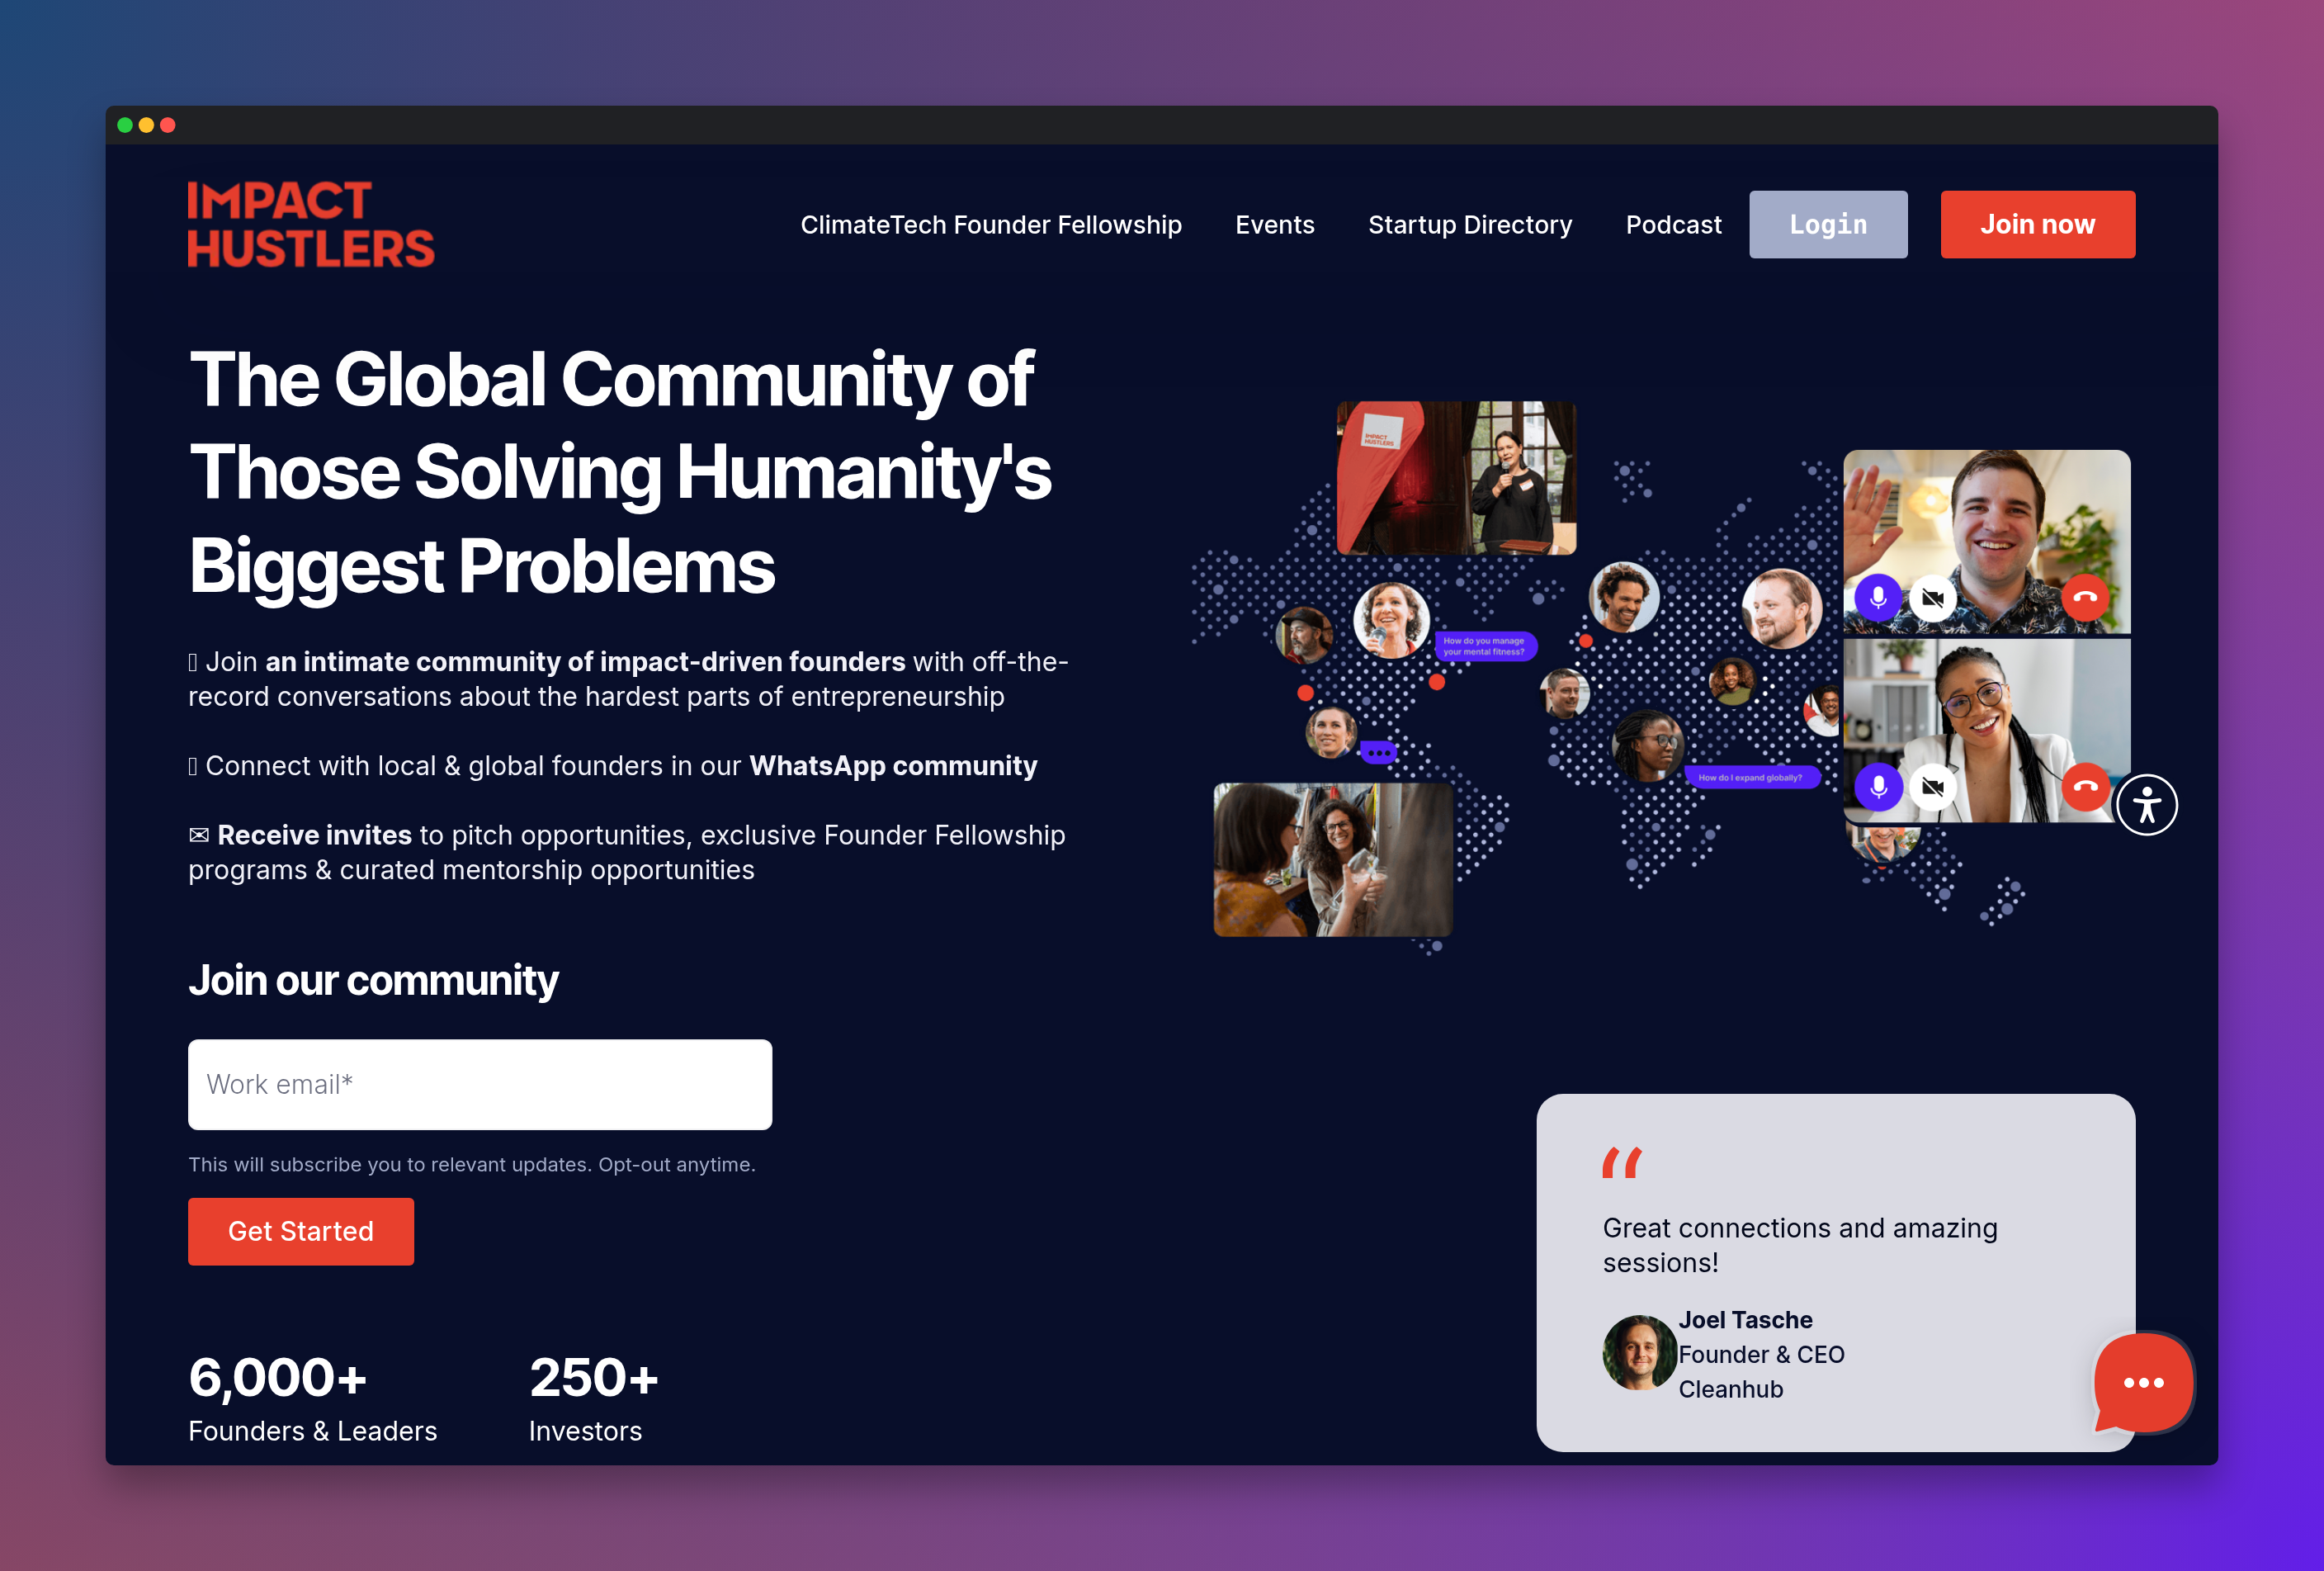 IMPACT
HUSTLERS
ClimateTech Founder Fellowship
Events
Startup Directory
Podcast
Login
Join now
The Global Community of
Those Solving Humanity's
Biggest Problems
Join an intimate community of impact-driven founders with off-the-
record conversations about the hardest parts of entrepreneurship
Connect with local & global founders in our WhatsApp community
✉ Receive invites to pitch opportunities, exclusive Founder Fellowship
programs & curated mentorship opportunities
IMPACT
HUSTLERS
How do you manage
your mental fitness?
How do I expand globally?
Join our community
Work email*
This will subscribe you to relevant updates. Opt-out anytime.
Get Started
6,000+
Founders & Leaders
250+
Investors
“
Great connections and amazing
sessions!
Joel Tasche
Founder & CEO
Cleanhub